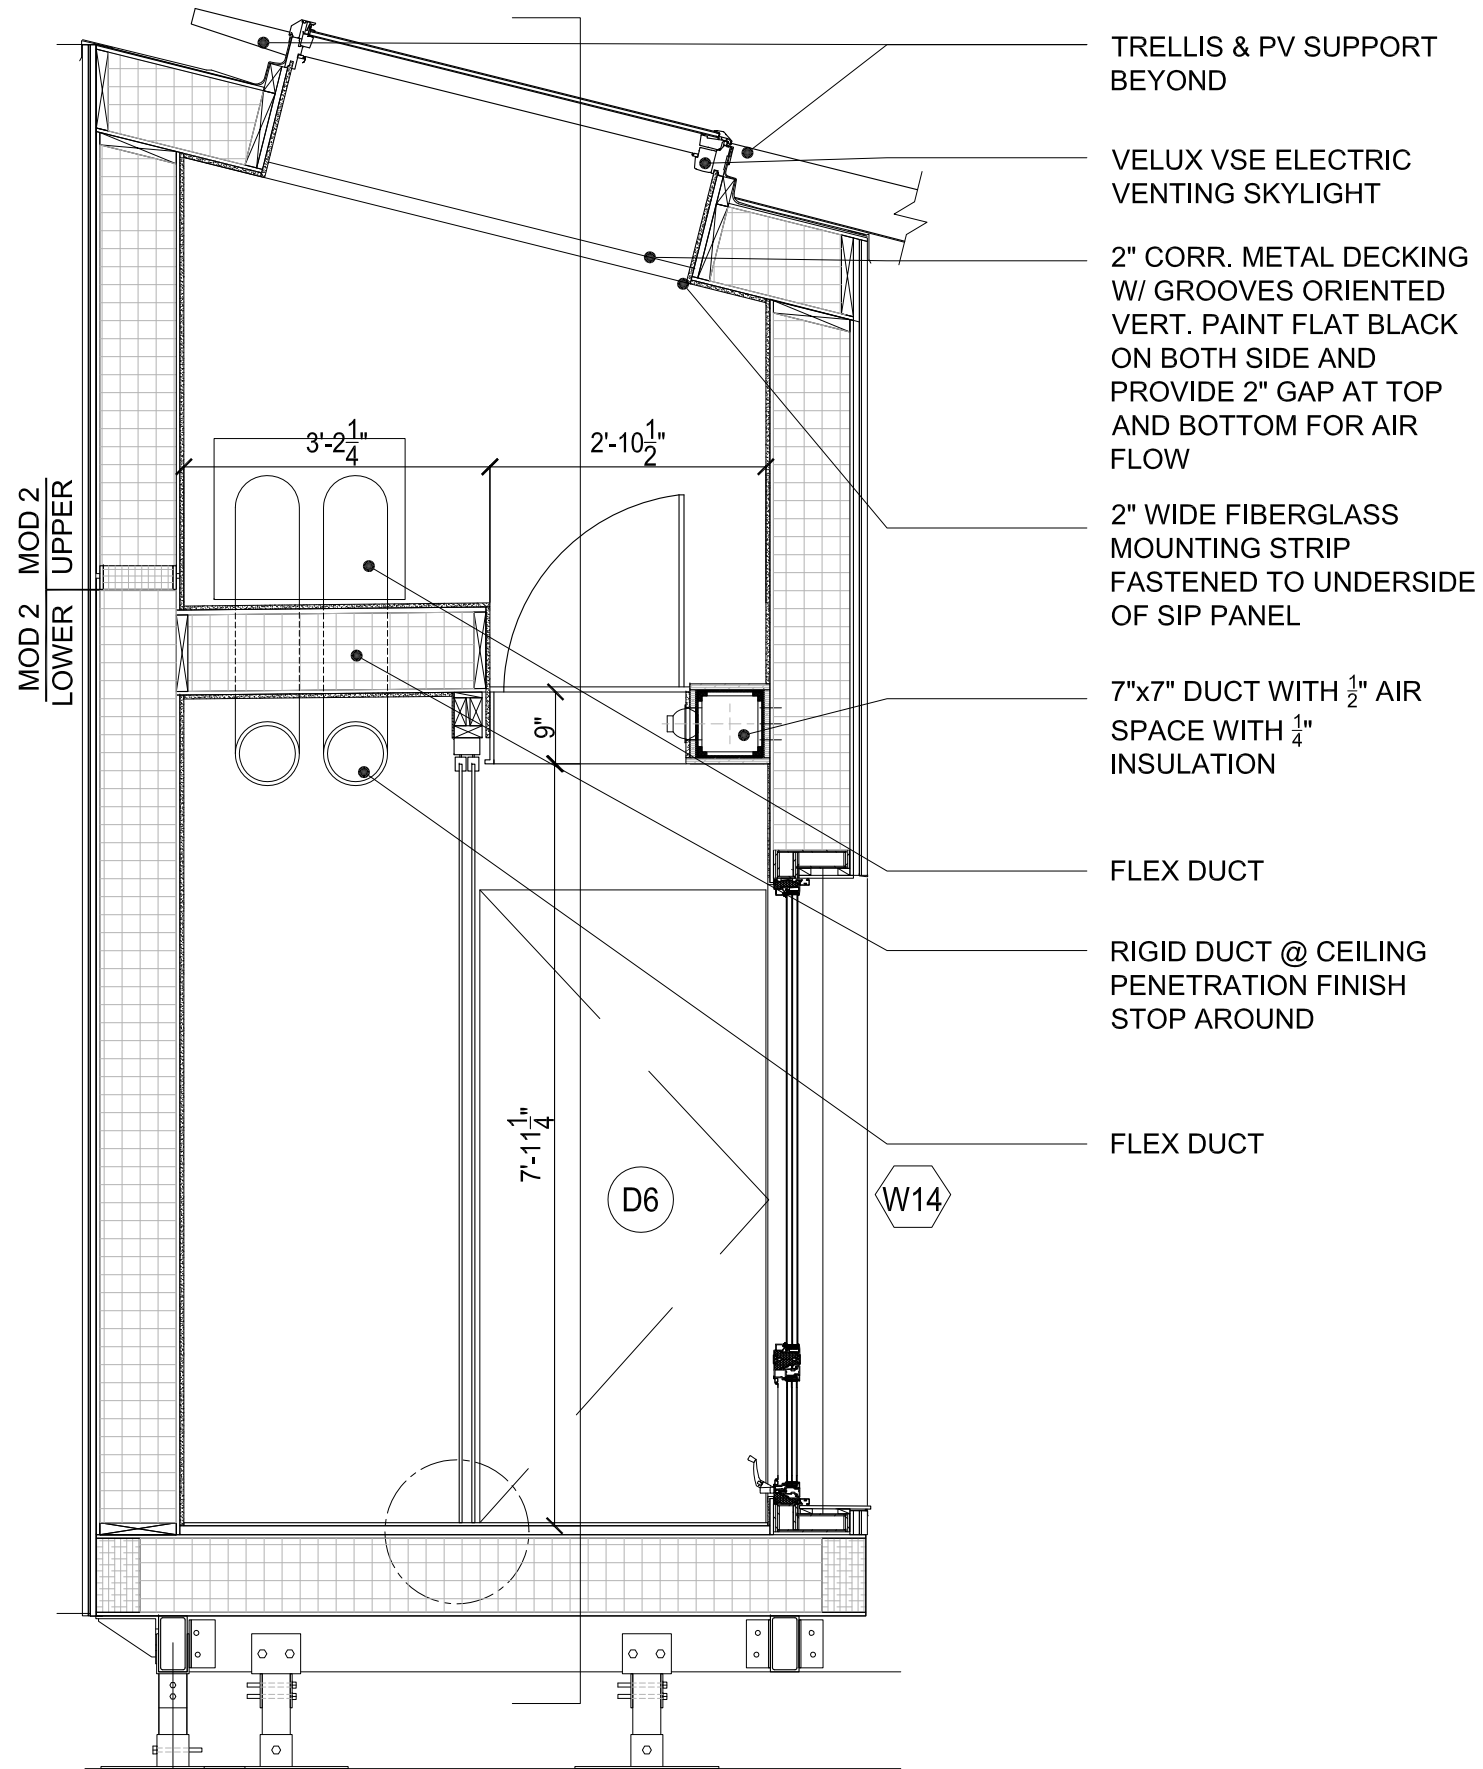 TRELLIS & PV SUPPORT
BEYOND
VELUX VSE ELECTRIC
VENTING SKYLIGHT
2" CORR. METAL DECKING
W/ GROOVES ORIENTED
VERT. PAINT FLAT BLACK
ON BOTH SIDE AND
PROVIDE 2" GAP AT TOP
AND BOTTOM FOR AIR
FLOW
3'-2 1/4"
2'-10 1/2"
MOD 2
UPPER
MOD 2
LOWER
2" WIDE FIBERGLASS
MOUNTING STRIP
FASTENED TO UNDERSIDE
OF SIP PANEL
9"
7"x7" DUCT WITH 1/2" AIR
SPACE WITH 1/4"
INSULATION
FLEX DUCT
RIGID DUCT @ CEILING
PENETRATION FINISH
STOP AROUND
7'-11 1/4"
FLEX DUCT
D6
W14